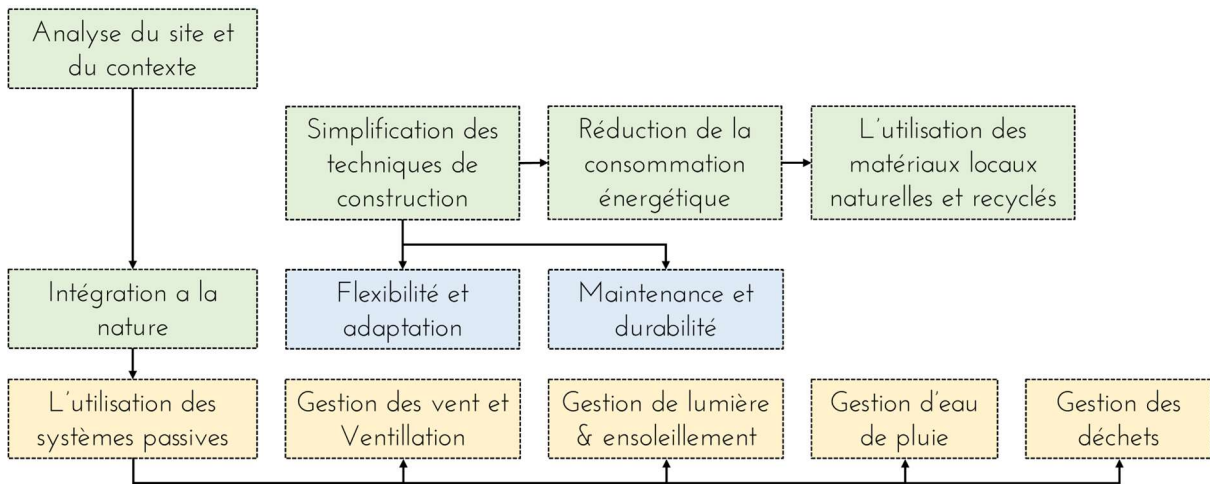 Analyse du site et
du contexte
Simplification des
techniques de
construction
Réduction de la
consommation
énergétique
L'utilisation des
matériaux locaux
naturelles et recyclés
Intégration a la
nature
Flexibilité et
adaptation
Maintenance et
durabilité
L'utilisation des
systèmes passives
Gestion des vent et
Ventillation
Gestion de lumière
& ensoleillement
Gestion d'eau
de pluie
Gestion des
déchets